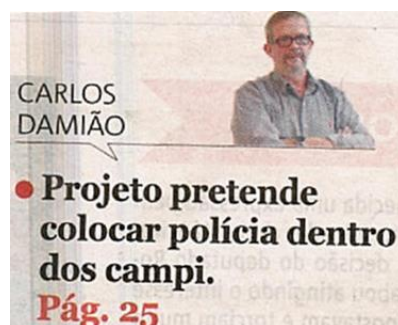 CARLOS
DAMIÃO
• Projeto pretende
colocar polícia dentro
dos campi.
Pág. 25